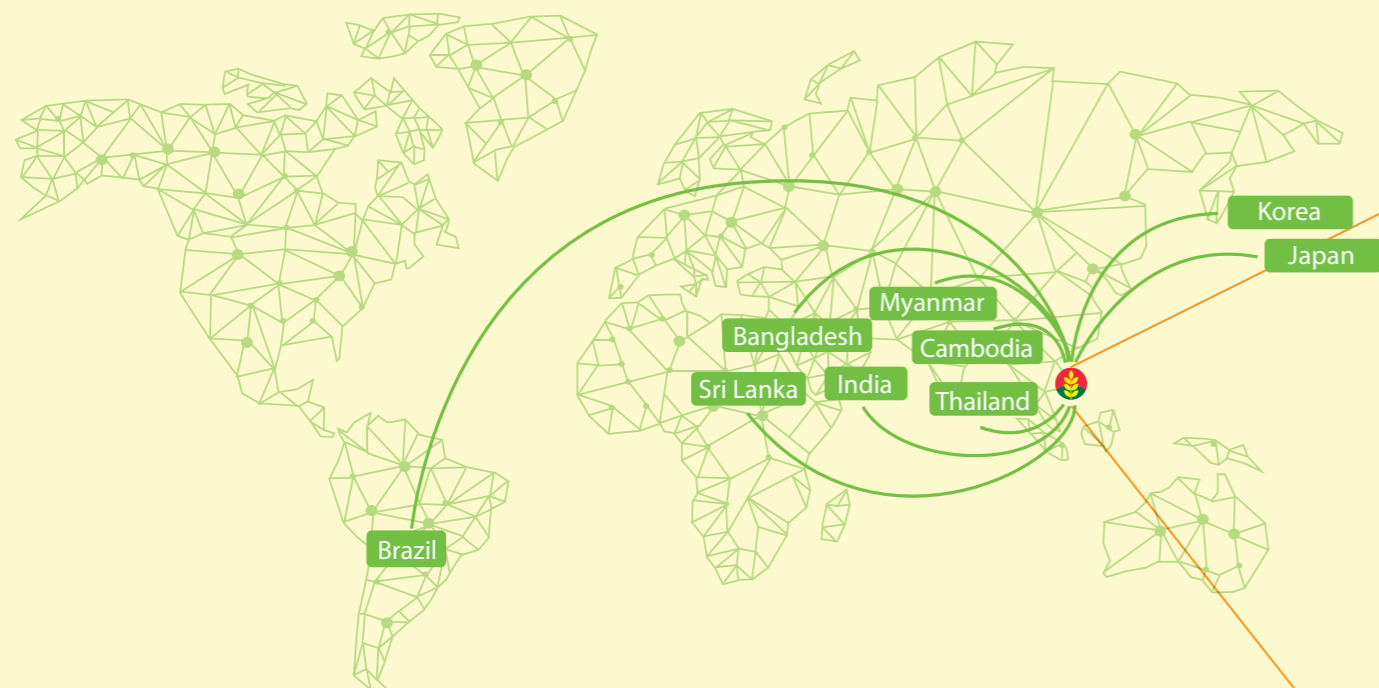 Korea
Japan
Myanmar
Bangladesh
Cambodia
Sri Lanka
India
Thailand
Brazil